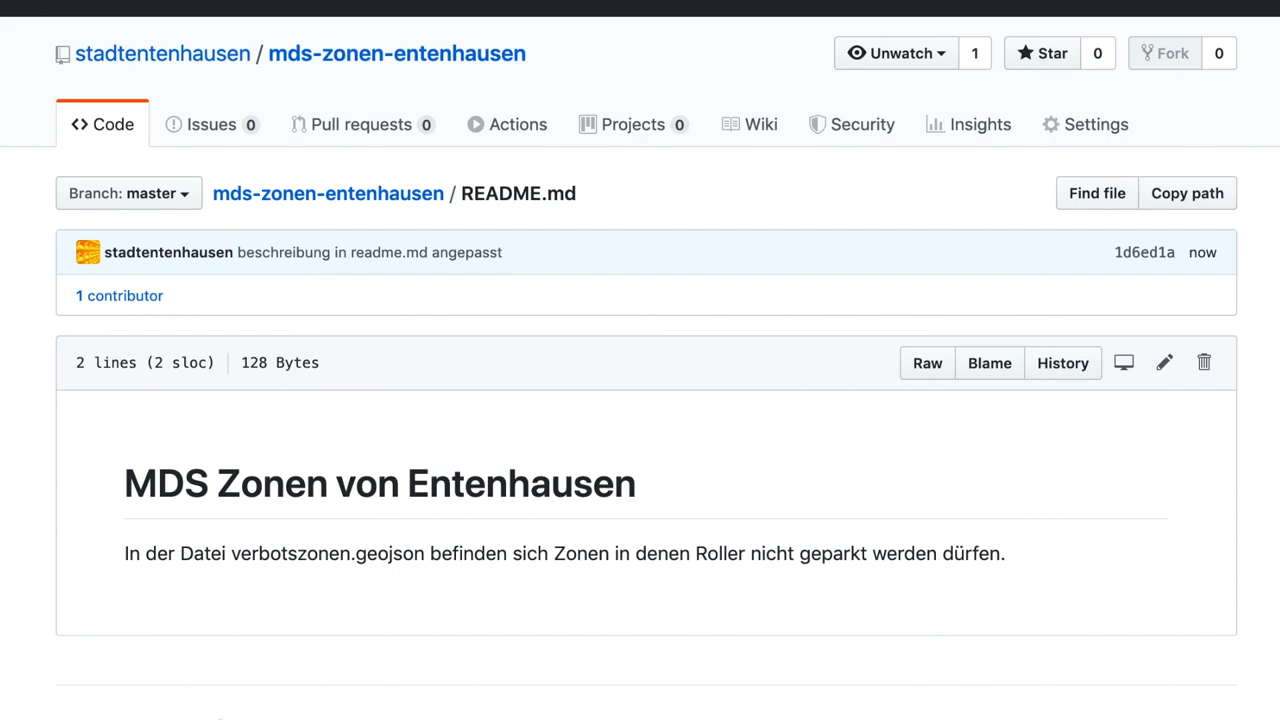 stadtentenhausen / mds-zonen-entenhausen
Unwatch 1 Star 0 Fork 0
Code Issues 0 Pull requests 0 Actions Projects 0 Wiki Security Insights Settings
Branch: master mds-zonen-entenhausen / README.md Find file Copy path
stadtentenhausen beschreibung in readme.md angepasst 1d6ed1a now
1 contributor
2 lines (2 sloc) 128 Bytes Raw Blame History
MDS Zonen von Entenhausen
In der Datei verbotszonen.geojson befinden sich Zonen in denen Roller nicht geparkt werden dürfen.